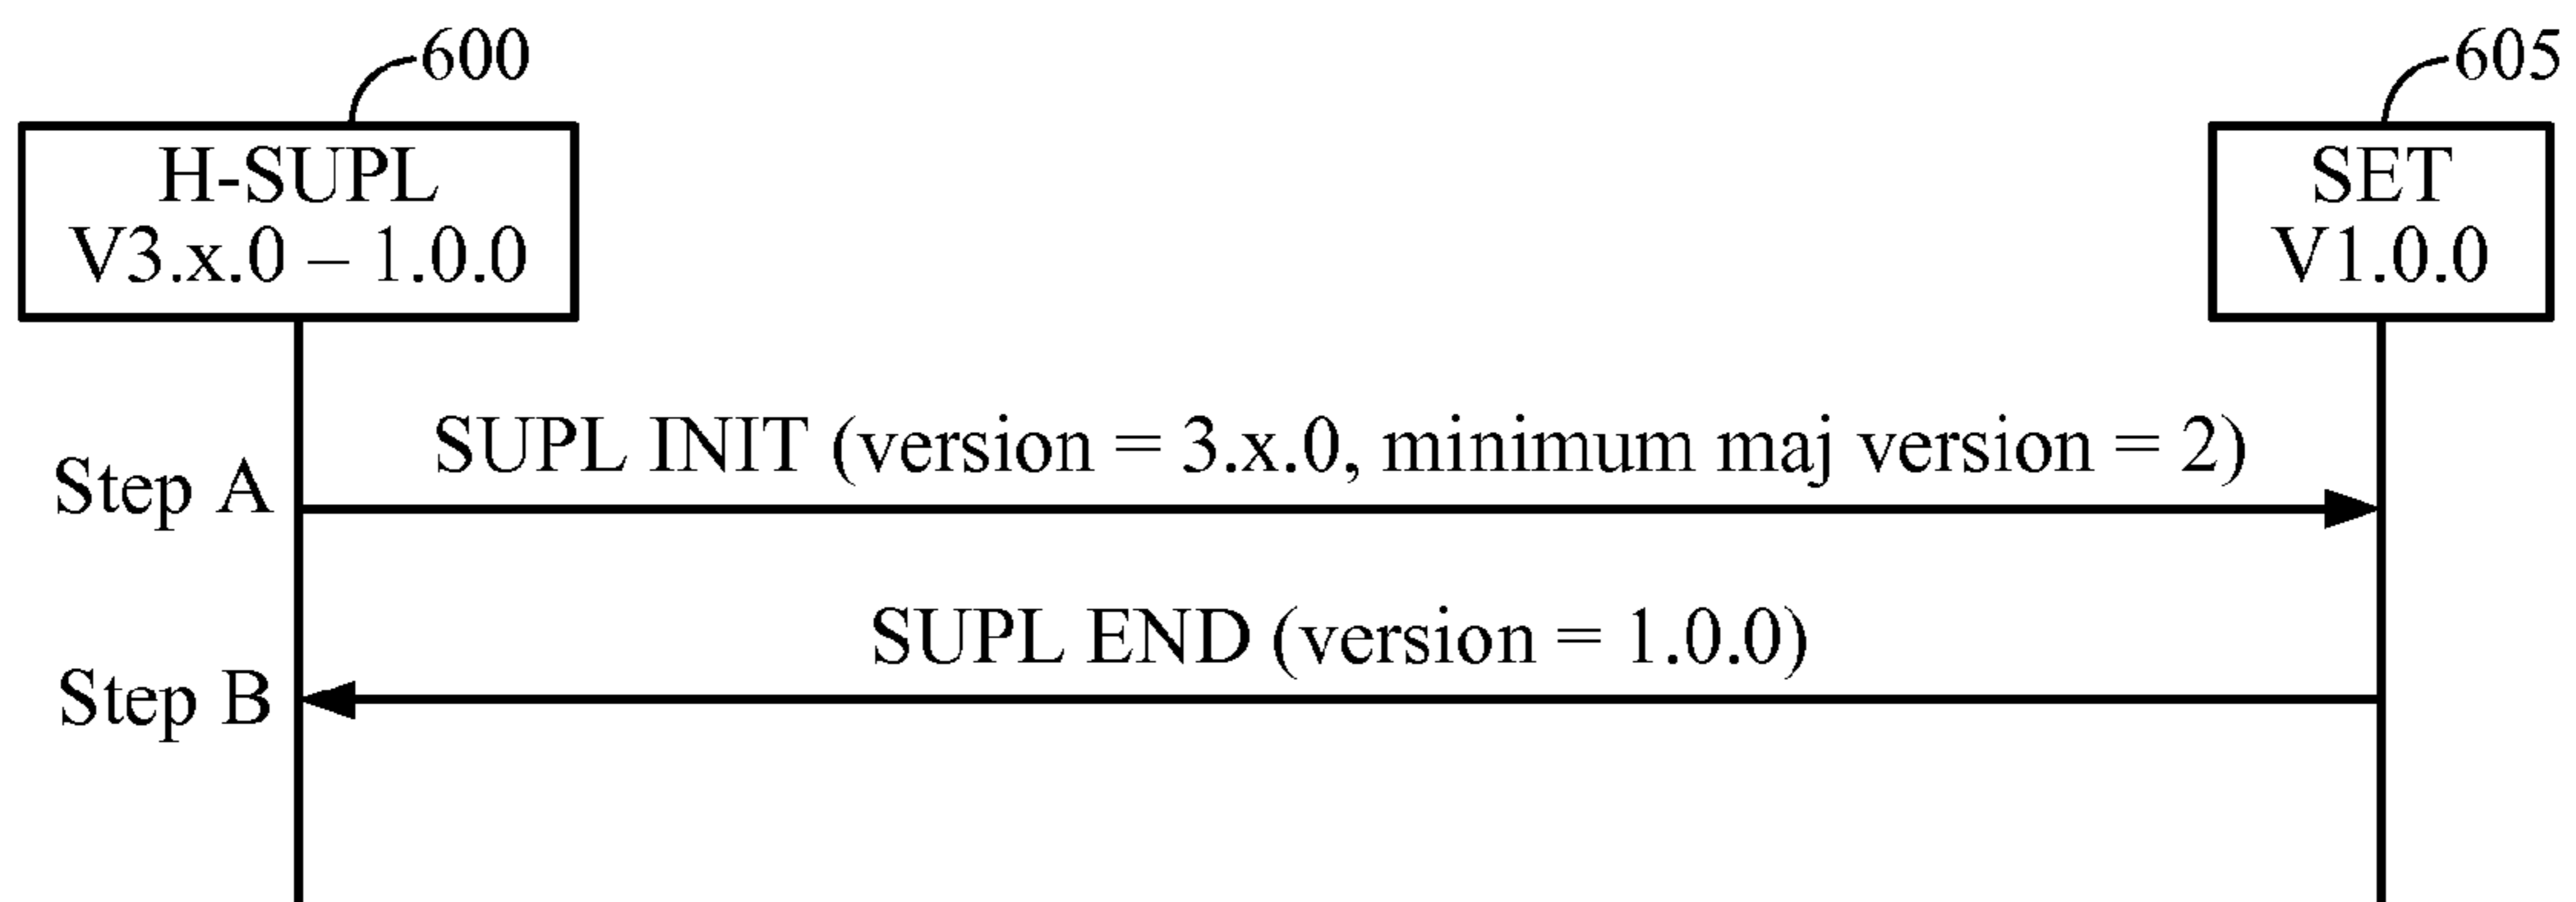 600
605
H-SUPL
V3.x.0 – 1.0.0
SET
V1.0.0
SUPL INIT (version = 3.x.0, minimum maj version = 2)
Step A
SUPL END (version = 1.0.0)
Step B